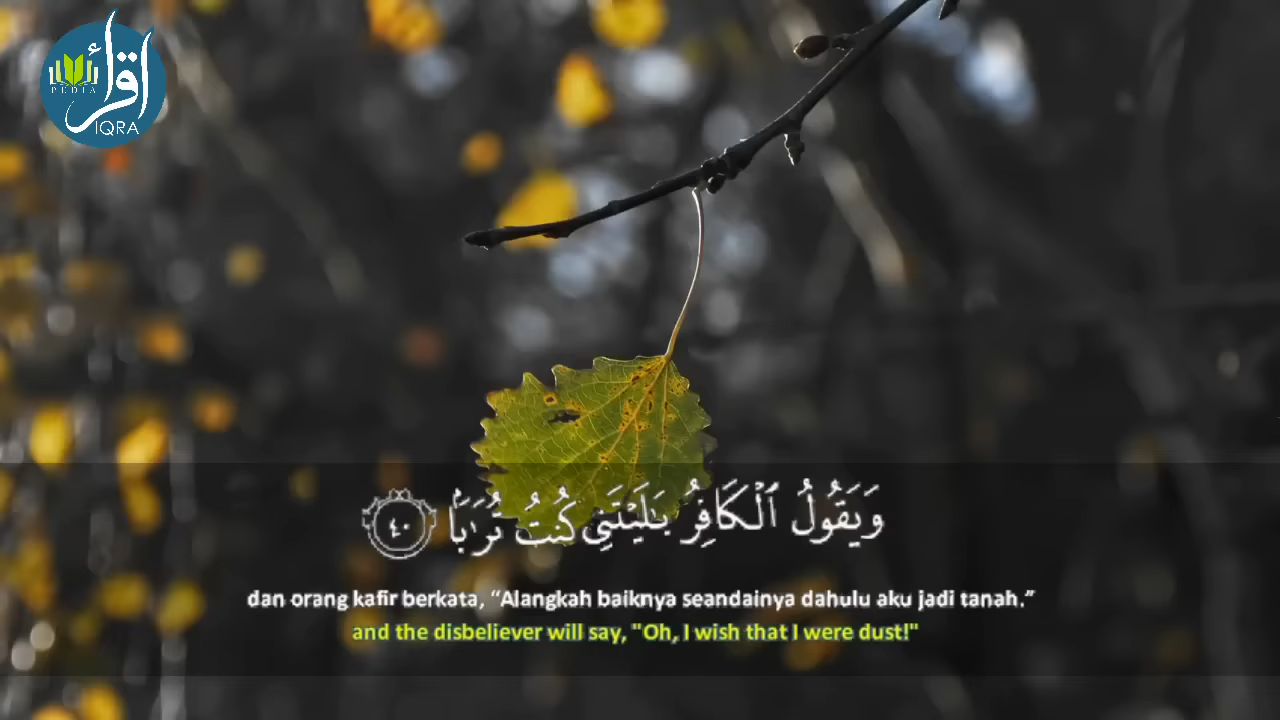 اقرأ
PEDIA
IQRA
وَيَقُولُ ٱلْكَافِرُ يَـٰلَيْتَنِى كُنتُ تُرَٰبًۢا ٤٠
dan orang kafir berkata, “Alangkah baiknya seandainya dahulu aku jadi tanah.”
and the disbeliever will say, "Oh, I wish that I were dust!"